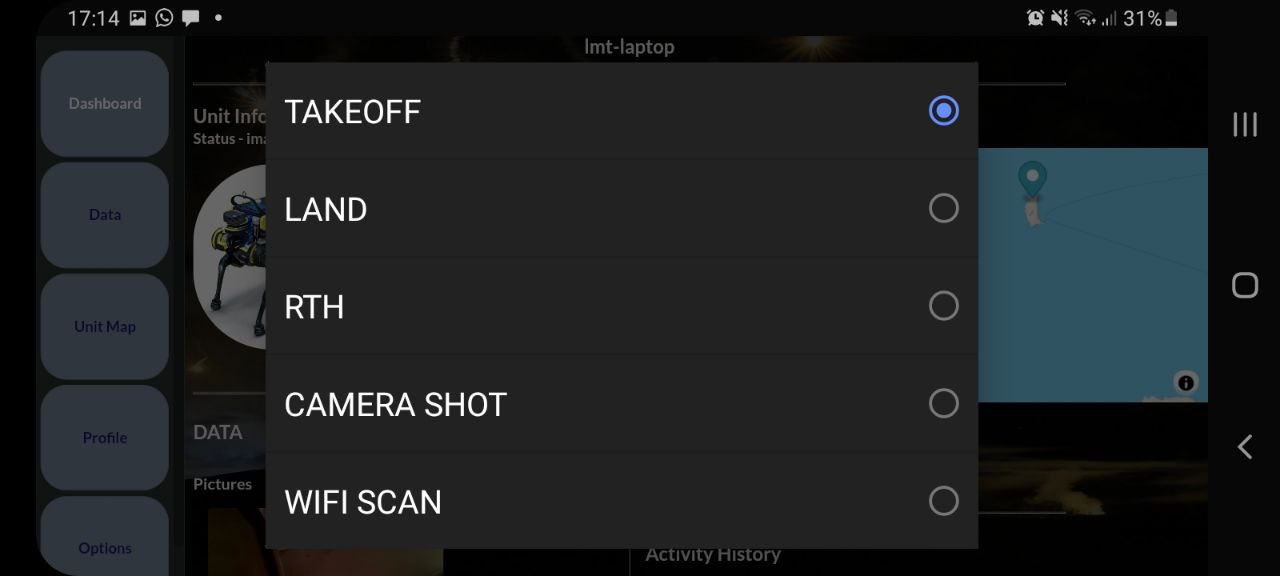 17:14
31%
lmt-laptop
Dashboard
Data
Unit Map
Profile
Options
Unit Info
Status - ima
TAKEOFF
LAND
RTH
CAMERA SHOT
WIFI SCAN
DATA
Pictures
Activity History